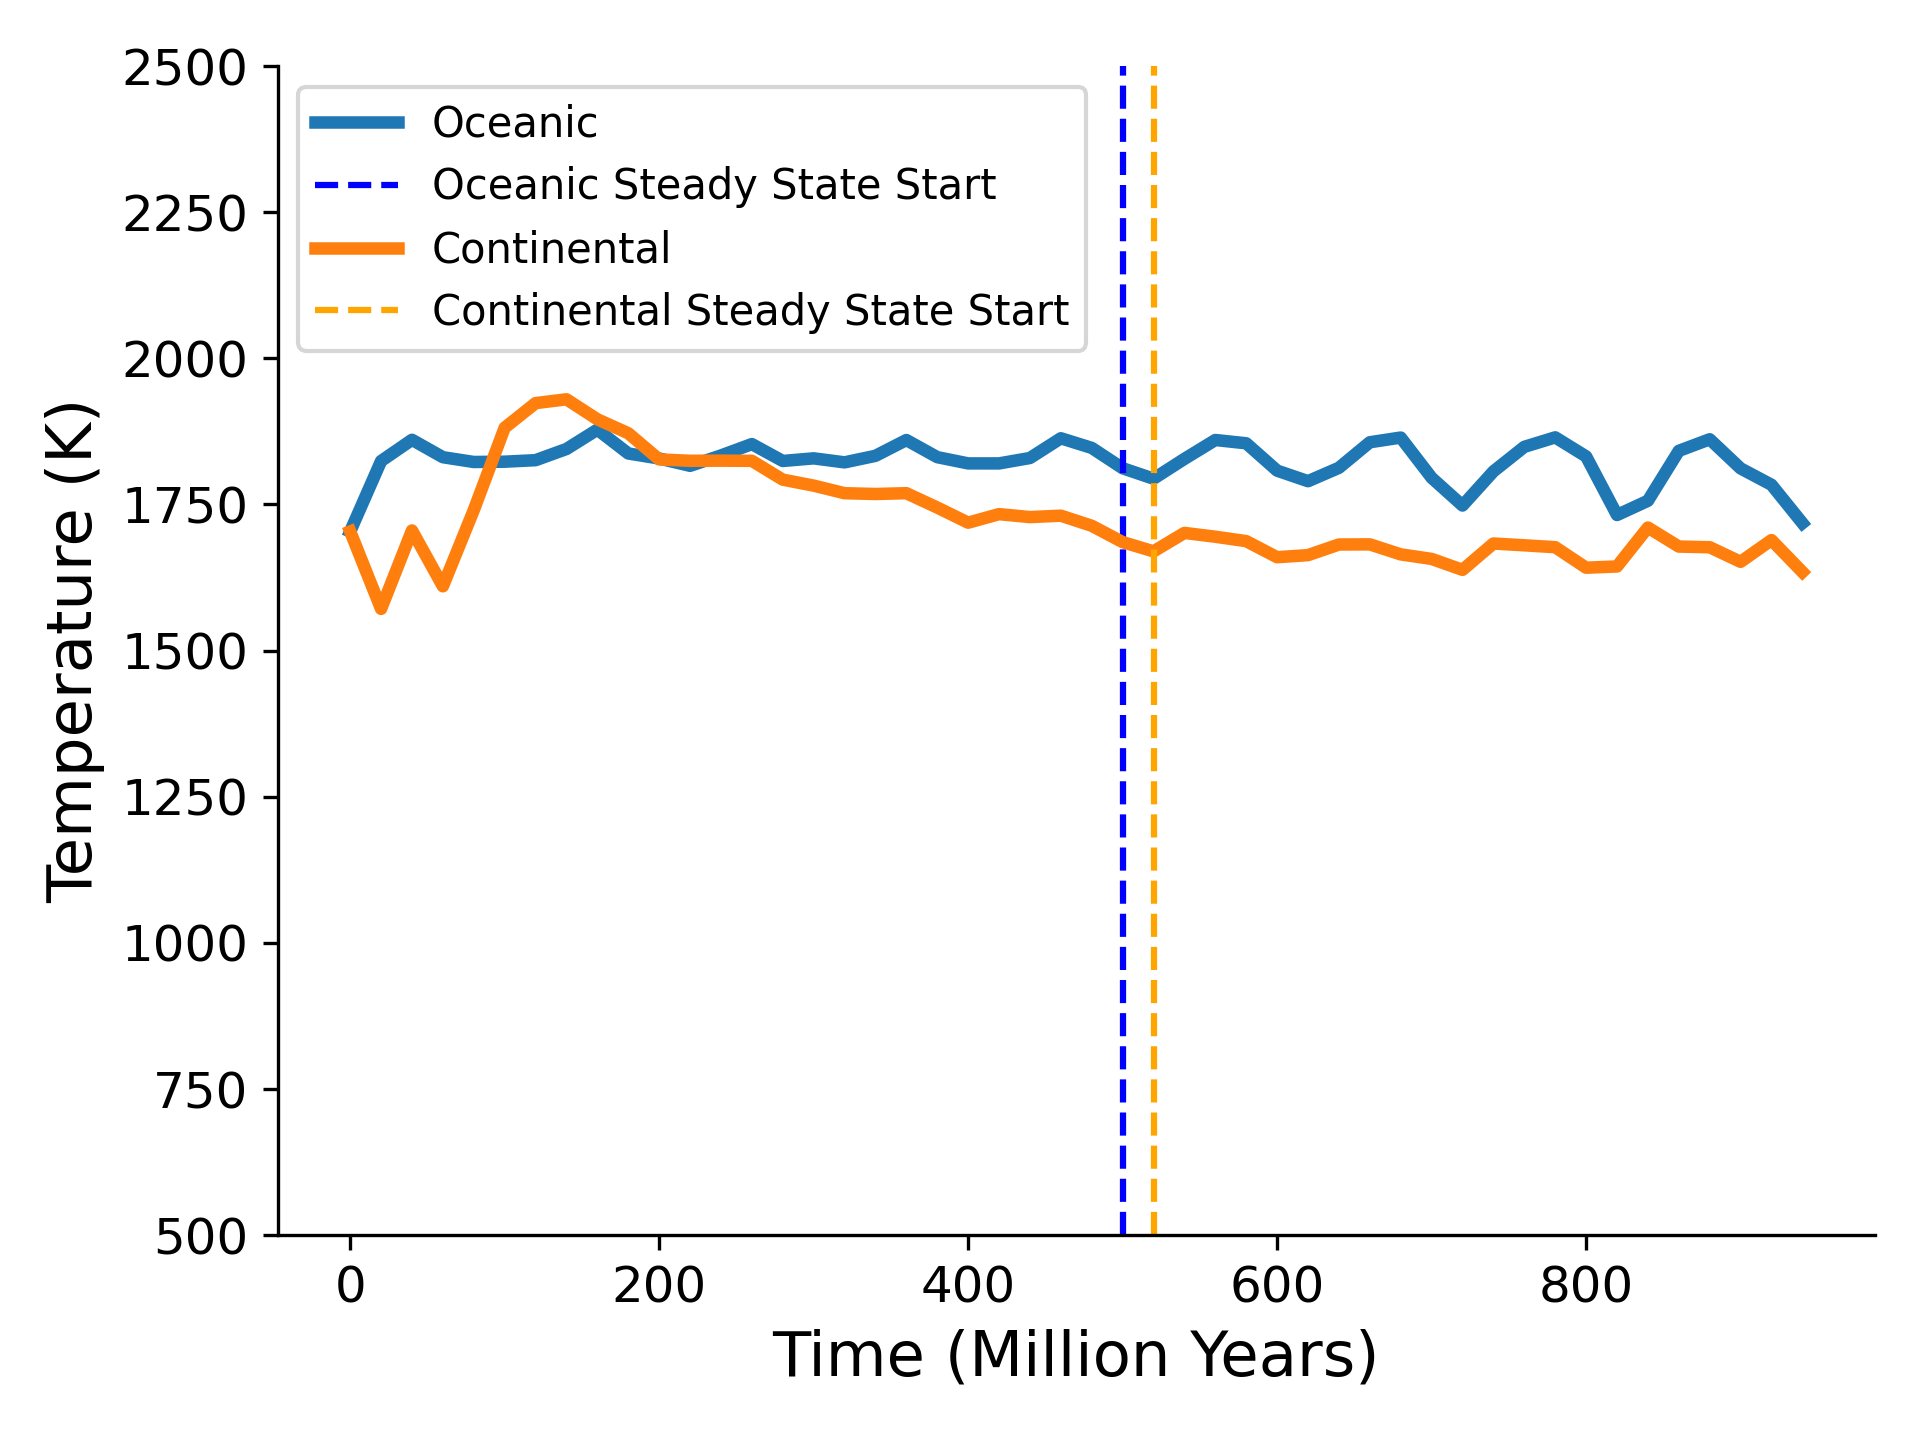 2500
2250
2000
1750
1500
1250
1000
750
500
Temperature (K)
Oceanic
Oceanic Steady State Start
Continental
Continental Steady State Start
0 200 400 600 800
Time (Million Years)